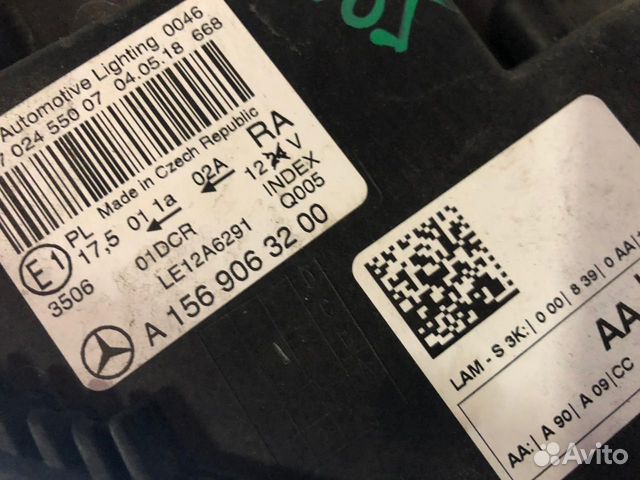 Automotive Lighting 0046
7 024 550 07 04.05.18 668
Made in Czech Republic RA
PL 01 1a 02A 12 V
17,5
E1
3506 01DCR INDEX
LE12A6291 Q005
A 156 906 32 00
LAM - S 3K:| 0 00| 8 39| 0 AA|
AA
AA:| A 90| A 09| CC
Avito